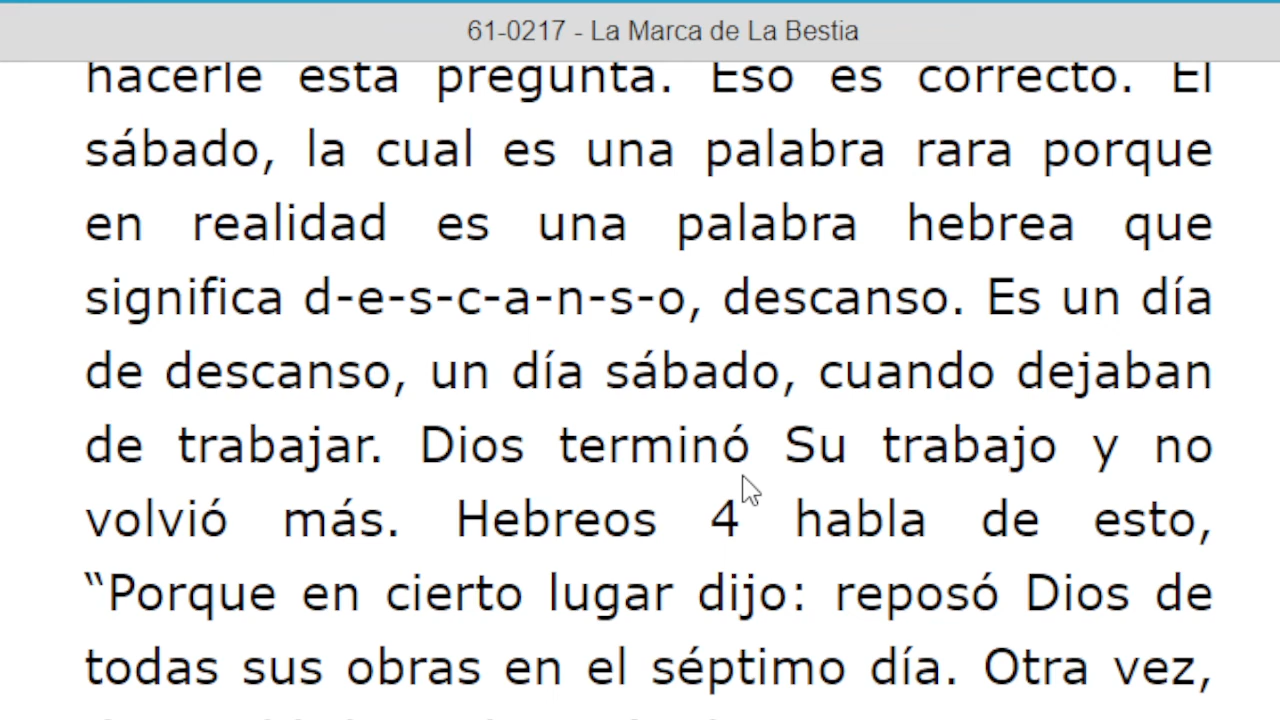 61-0217 - La Marca de La Bestia
hacerle esta pregunta. Eso es correcto. El
sábado, la cual es una palabra rara porque
en realidad es una palabra hebrea que
significa d-e-s-c-a-n-s-o, descanso. Es un día
de descanso, un día sábado, cuando dejaban
de trabajar. Dios terminó Su trabajo y no
volvió más. Hebreos 4 habla de esto,
“Porque en cierto lugar dijo: reposó Dios de
todas sus obras en el séptimo día. Otra vez,